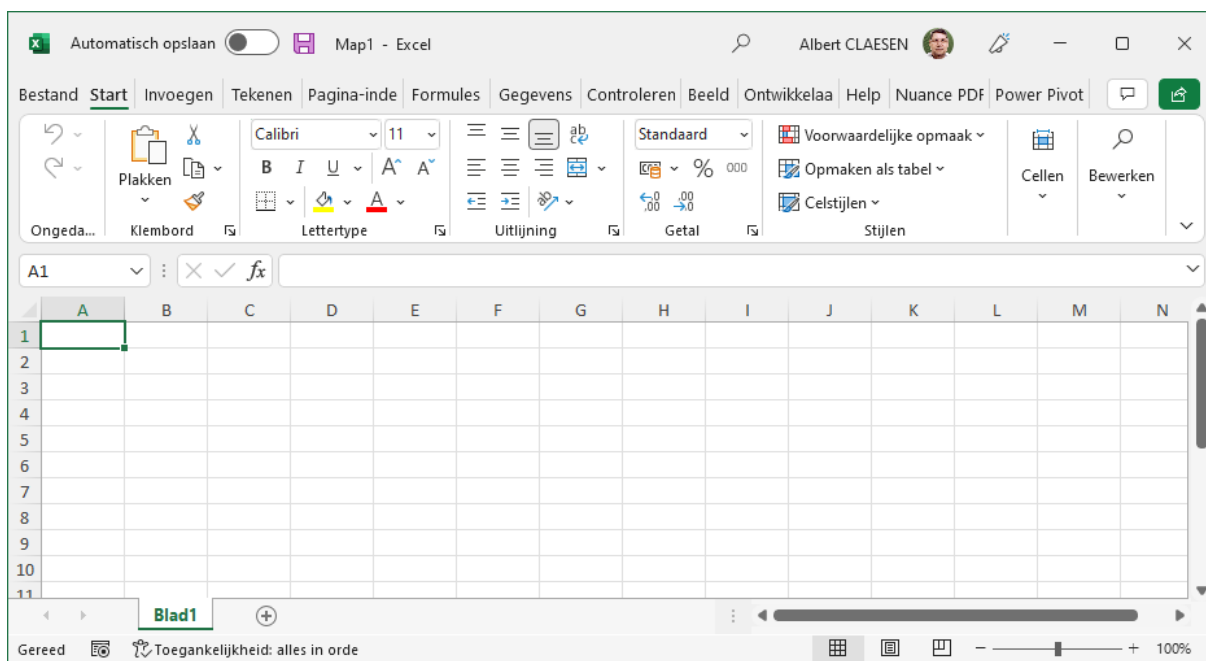 Automatisch opslaan Map1 - Excel Albert CLAESEN
Bestand Start Invoegen Tekenen Pagina-inde Formules Gegevens Controleren Beeld Ontwikkelaa Help Nuance PDF Power Pivot
Calibri 11 ab Standaard Voorwaardelijke opmaak
Plakken B I U A A % 000 Opmaken als tabel Cellen Bewerken
A Celstijlen
Ongeda... Klembord Lettertype Uitlijning Getal Stijlen
A1 fx
A B C D E F G H I J K L M N
1
2
3
4
5
6
7
8
9
10
11
Blad1
Gereed Toegankelijkheid: alles in orde 100%